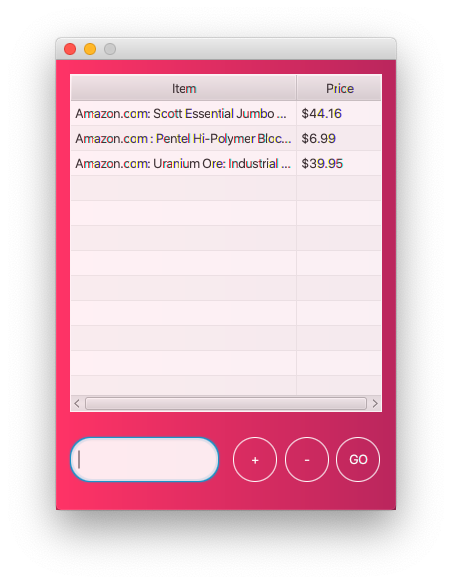 Item Price
Amazon.com: Scott Essential Jumbo ... $44.16
Amazon.com : Pentel Hi-Polymer Bloc... $6.99
Amazon.com: Uranium Ore: Industrial ... $39.95
+ - GO